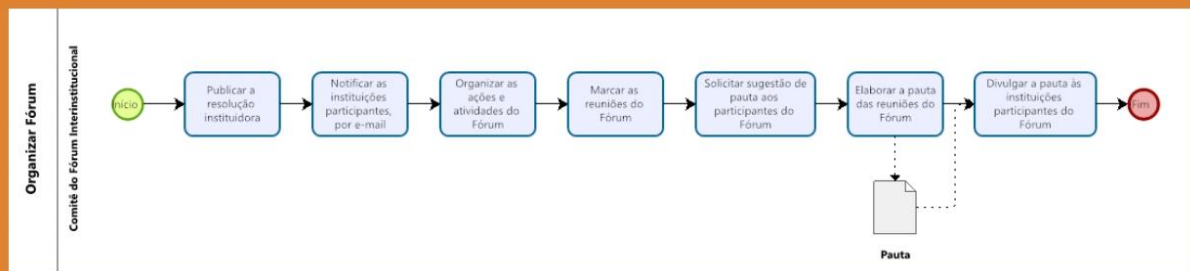 Organizar Fórum
Comitê do Fórum Interinstitucional
Início
Publicar a
resolução
instituidora
Notificar as
instituições
participantes,
por e-mail
Organizar as
ações e
atividades do
Fórum
Marcar as
reuniões do
Fórum
Solicitar sugestão de
pauta aos
participantes do
Fórum
Elaborar a pauta
das reuniões do
Fórum
Divulgar a pauta às
instituições
participantes do
Fórum
Fim
Pauta